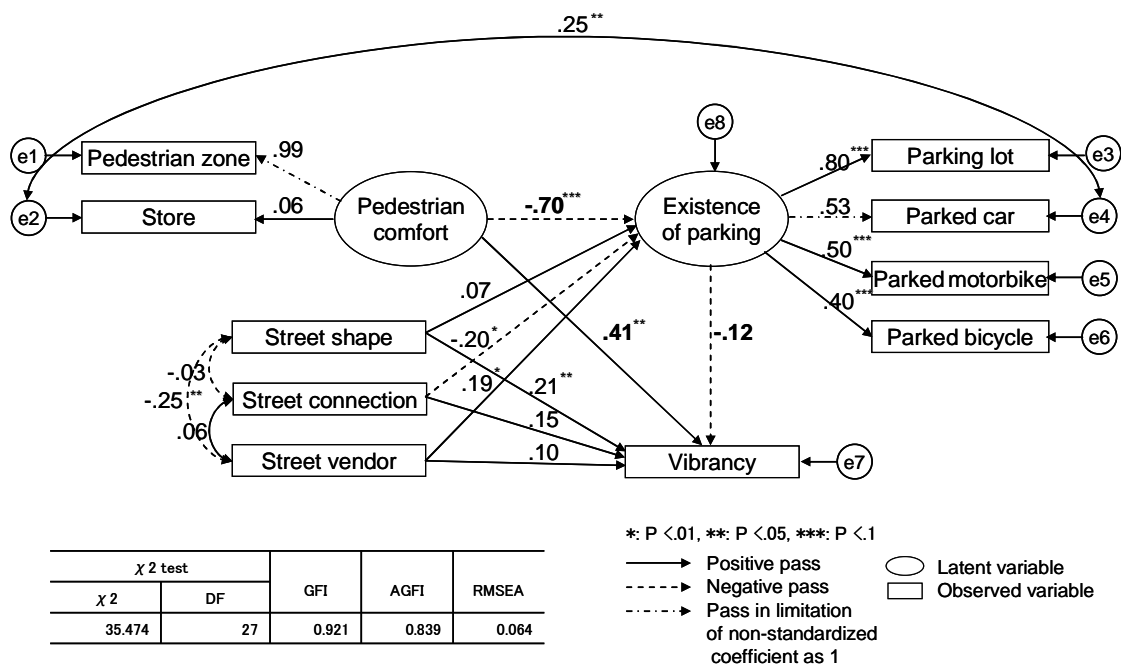 .25**
e8
e1
Pedestrian zone
.99
.80***
Parking lot
e3
e2
Store
.06
Pedestrian
comfort
-.70***
Existence
of parking
.53
Parked car
e4
.50***
Parked motorbike
e5
.07
.40***
Parked bicycle
e6
Street shape
-.20*
.41**
-.12
-.03
-.25**
.19*
.21**
Street connection
.15
.06
.10
Street vendor
Vibrancy
e7
*: P <.01, **: P <.05, ***: P <.1
Positive pass
Negative pass
Pass in limitation
of non-standardized
coefficient as 1
Latent variable
Observed variable
χ 2 test
GFI
AGFI
RMSEA
χ 2
DF
35.474
27
0.921
0.839
0.064